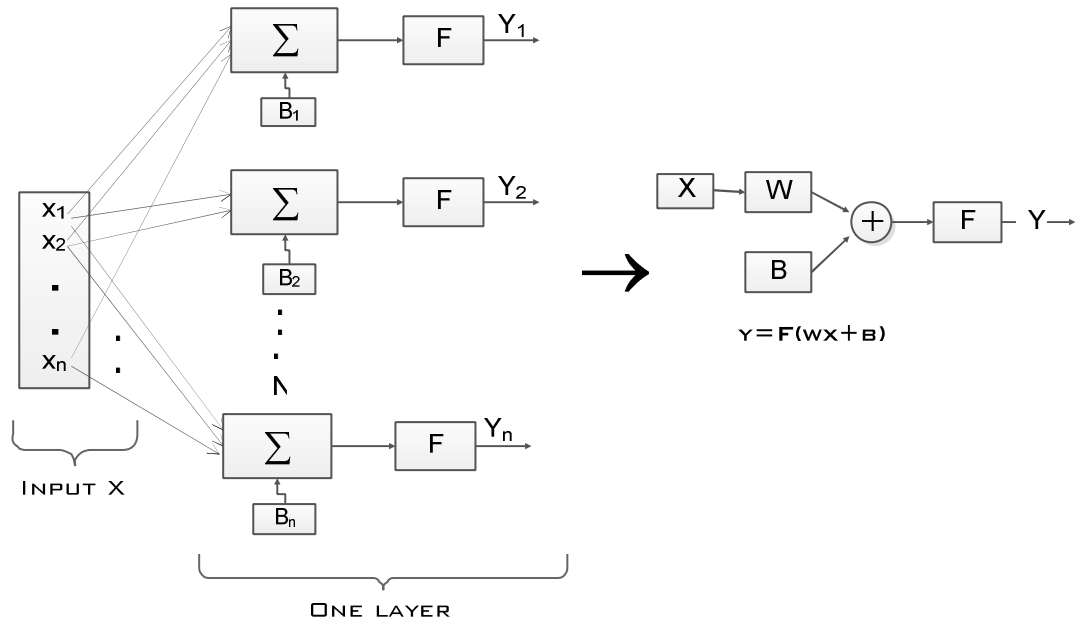 ∑ F Y1
B1
x1
x2
.
.
xn
∑ F Y2
B2
.
.
.
N
∑ F Yn
Bn
INPUT X
ONE LAYER
X W
+ F Y
B
Y=F(WX+B)